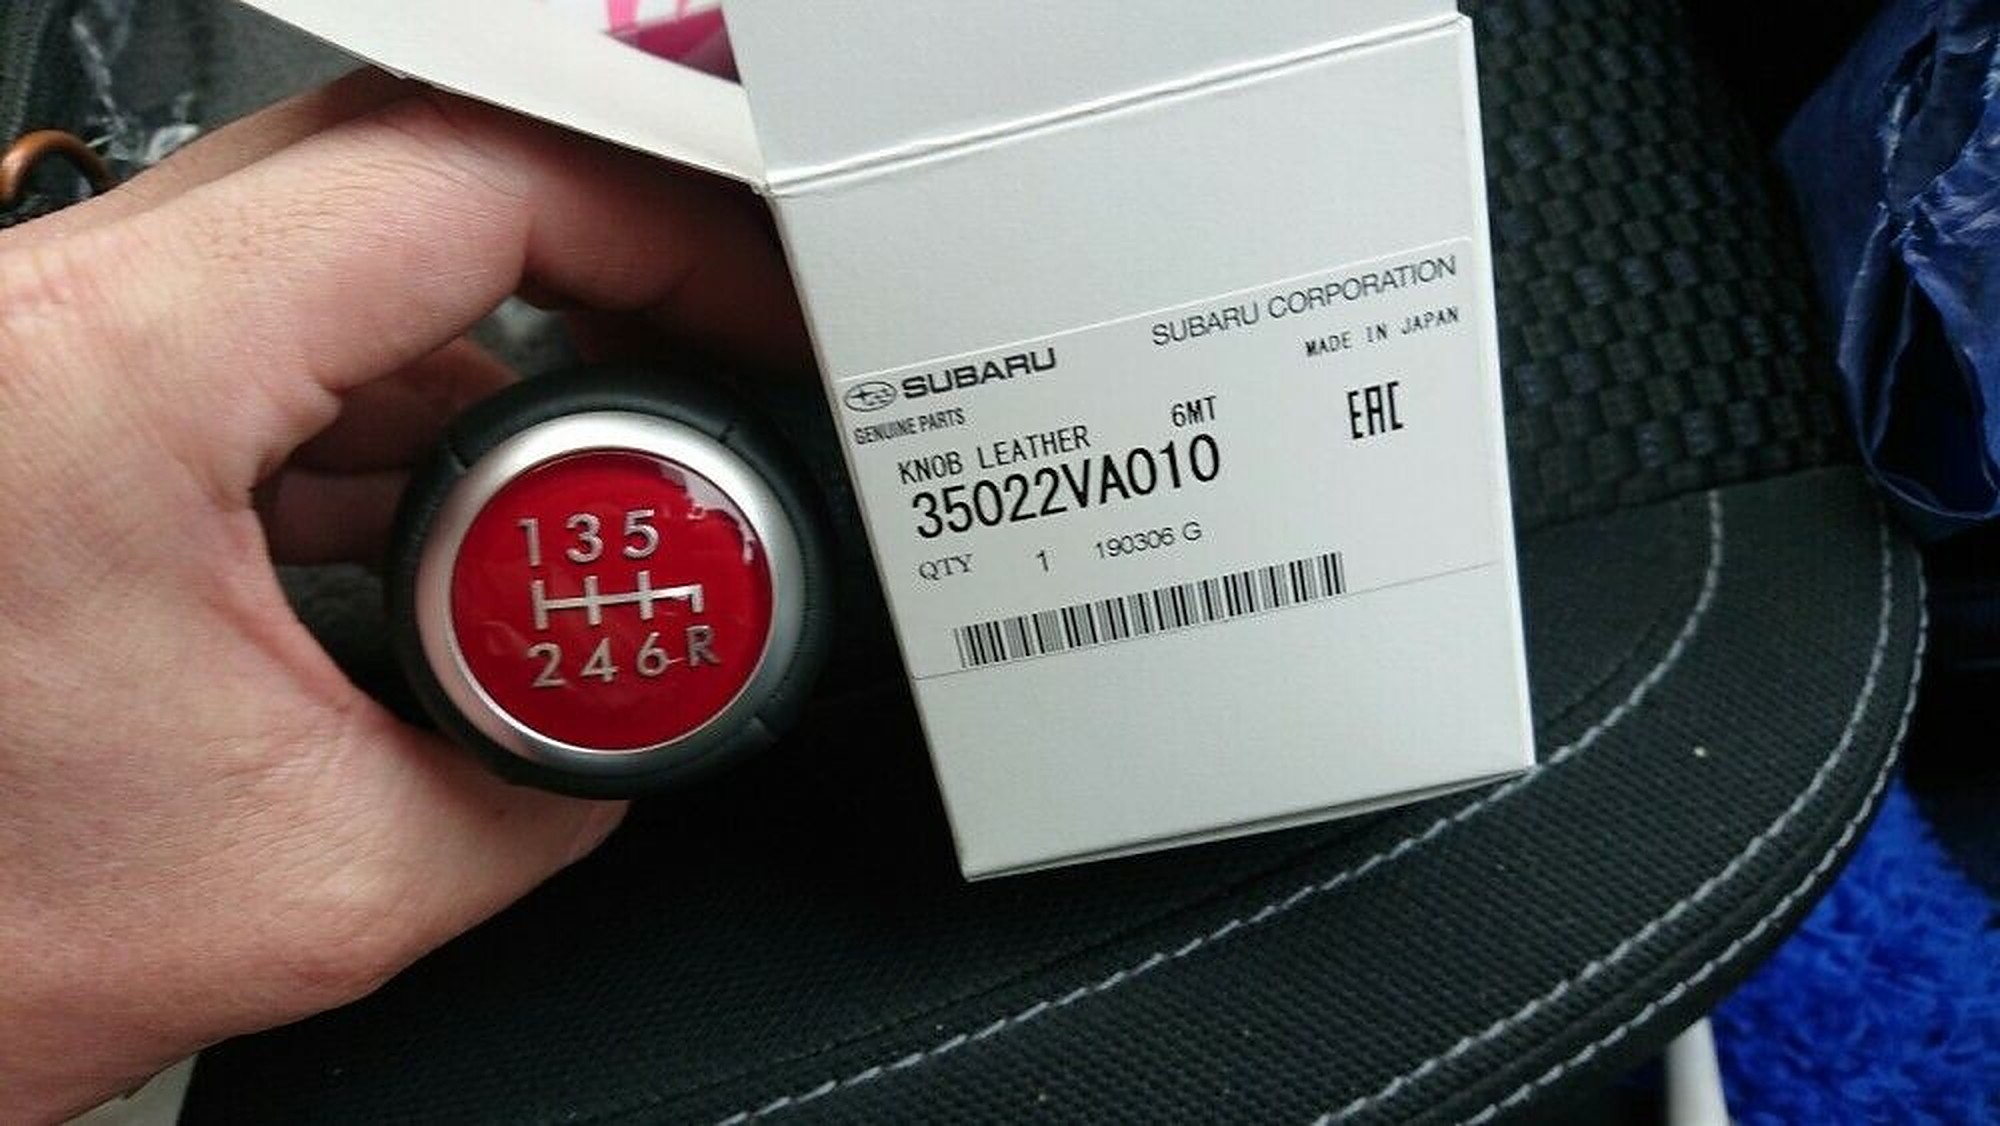 1 3 5
2 4 6 R
SUBARU CORPORATION
SUBARU
MADE IN JAPAN
GENUINE PARTS
6MT
EAC
KNOB LEATHER
35022VA010
QTY 1 190306 G